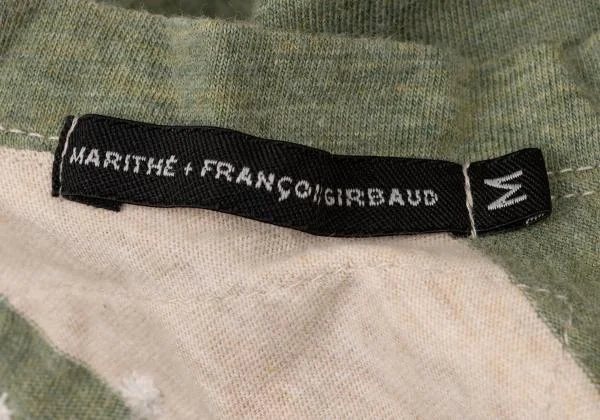 MARITHÉ + FRANÇOIS GIRBAUD
M